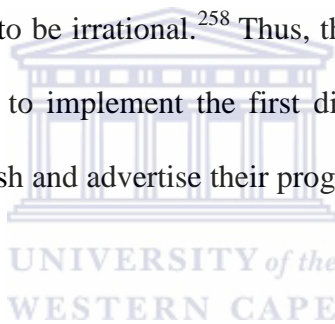 to be irrational.258 Thus, th
to implement the first di
sh and advertise their prog
UNIVERSITY of the
WESTERN CAPE